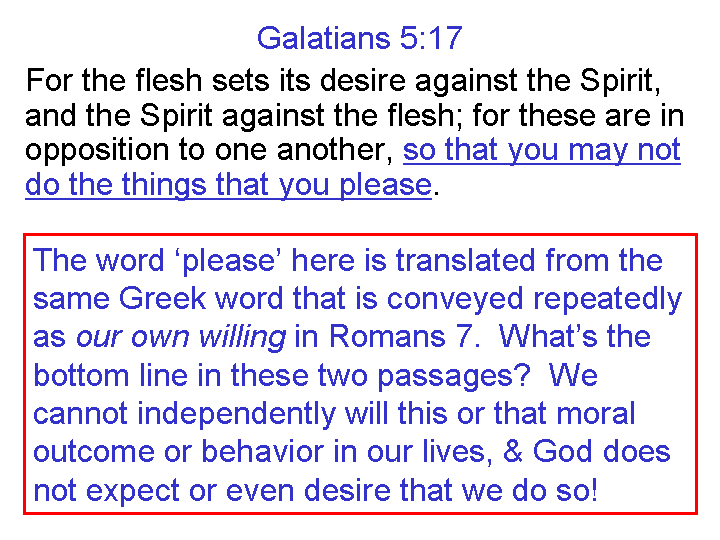 Galatians 5:17
For the flesh sets its desire against the Spirit,
and the Spirit against the flesh; for these are in
opposition to one another, so that you may not
do the things that you please.
The word ‘please’ here is translated from the
same Greek word that is conveyed repeatedly
as our own willing in Romans 7.  What’s the
bottom line in these two passages?  We
cannot independently will this or that moral
outcome or behavior in our lives, & God does
not expect or even desire that we do so!